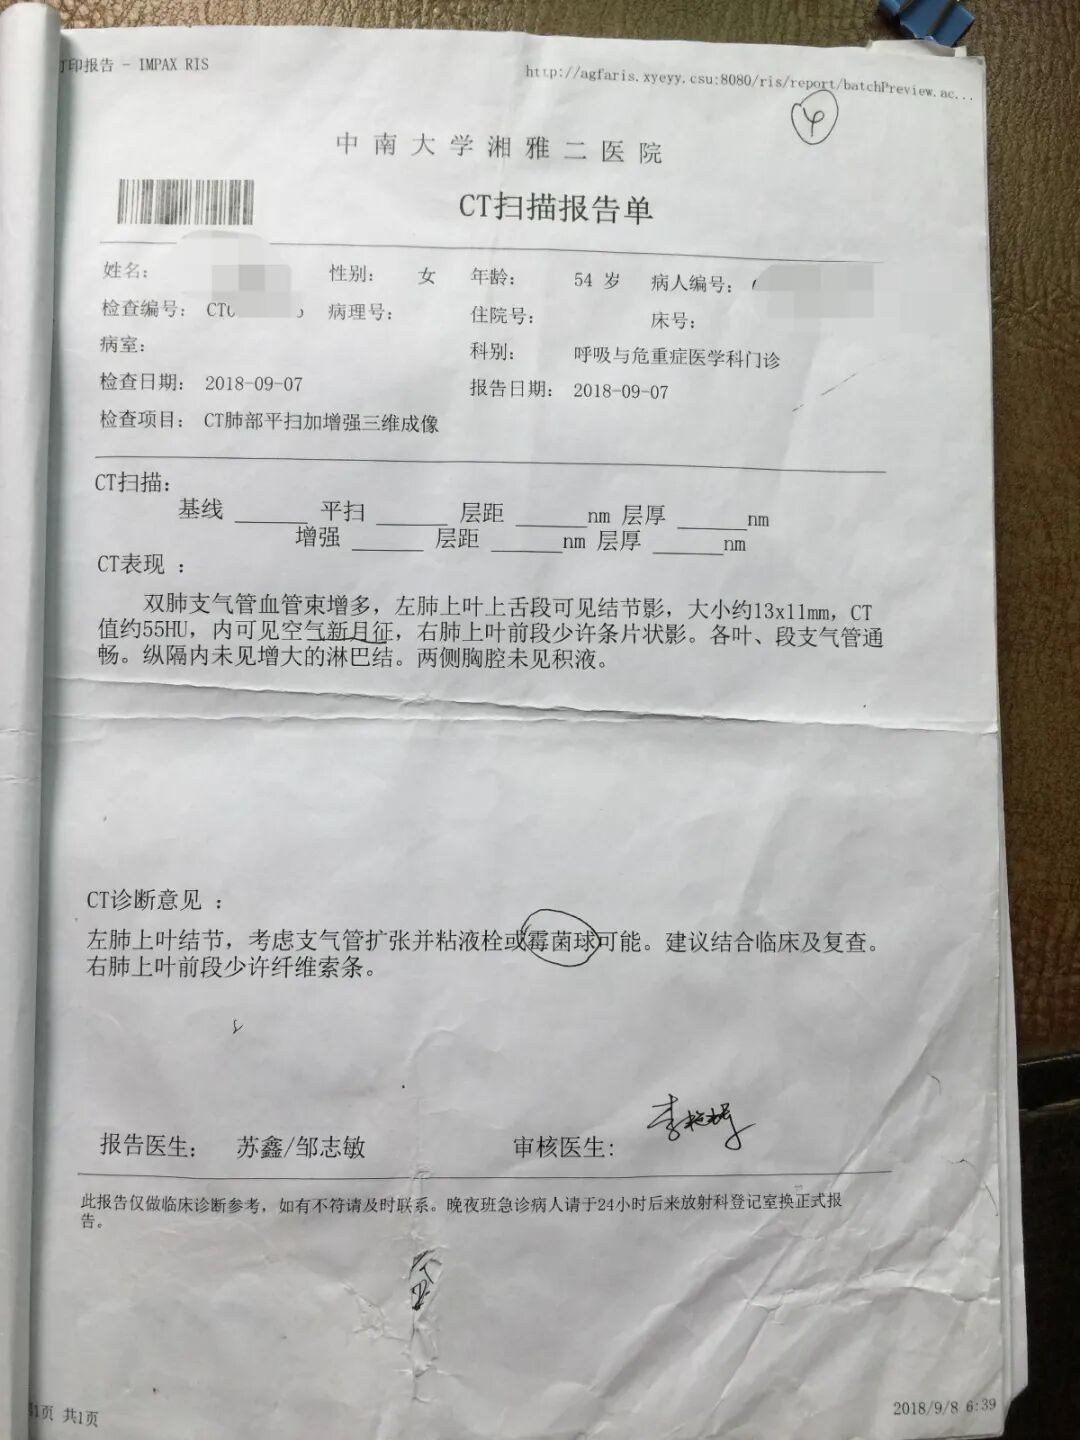 打印报告 - IMPAX RIS
http://agfaris.xyeyy.csu:8080/ris/report/batchPreview.ac...
中南大学湘雅二医院
CT扫描报告单
姓名: 性别: 女 年龄: 54 岁 病人编号:
检查编号: CT0 病理号: 住院号: 床号:
病室: 科别: 呼吸与危重症医学科门诊
检查日期: 2018-09-07 报告日期: 2018-09-07
检查项目: CT肺部平扫加增强三维成像
CT扫描:
基线 ______ 平扫 ______ 层距 ______nm 层厚 ______nm
增强 ______ 层距 ______nm 层厚 ______nm
CT表现 :
双肺支气管血管束增多, 左肺上叶上舌段可见结节影, 大小约13x11mm, CT
值约55HU, 内可见空气新月征, 右肺上叶前段少许条片状影。各叶、段支气管通
畅。纵隔内未见增大的淋巴结。两侧胸腔未见积液。
CT诊断意见 :
左肺上叶结节, 考虑支气管扩张并粘液栓或霉菌球可能。建议结合临床及复查。
右肺上叶前段少许纤维索条。
报告医生: 苏鑫/邹志敏 审核医生:
此报告仅做临床诊断参考, 如有不符请及时联系。晚夜班急诊病人请于24小时后来放射科登记室换正式报
告。
第1页 共1页
2018/9/8 6:39